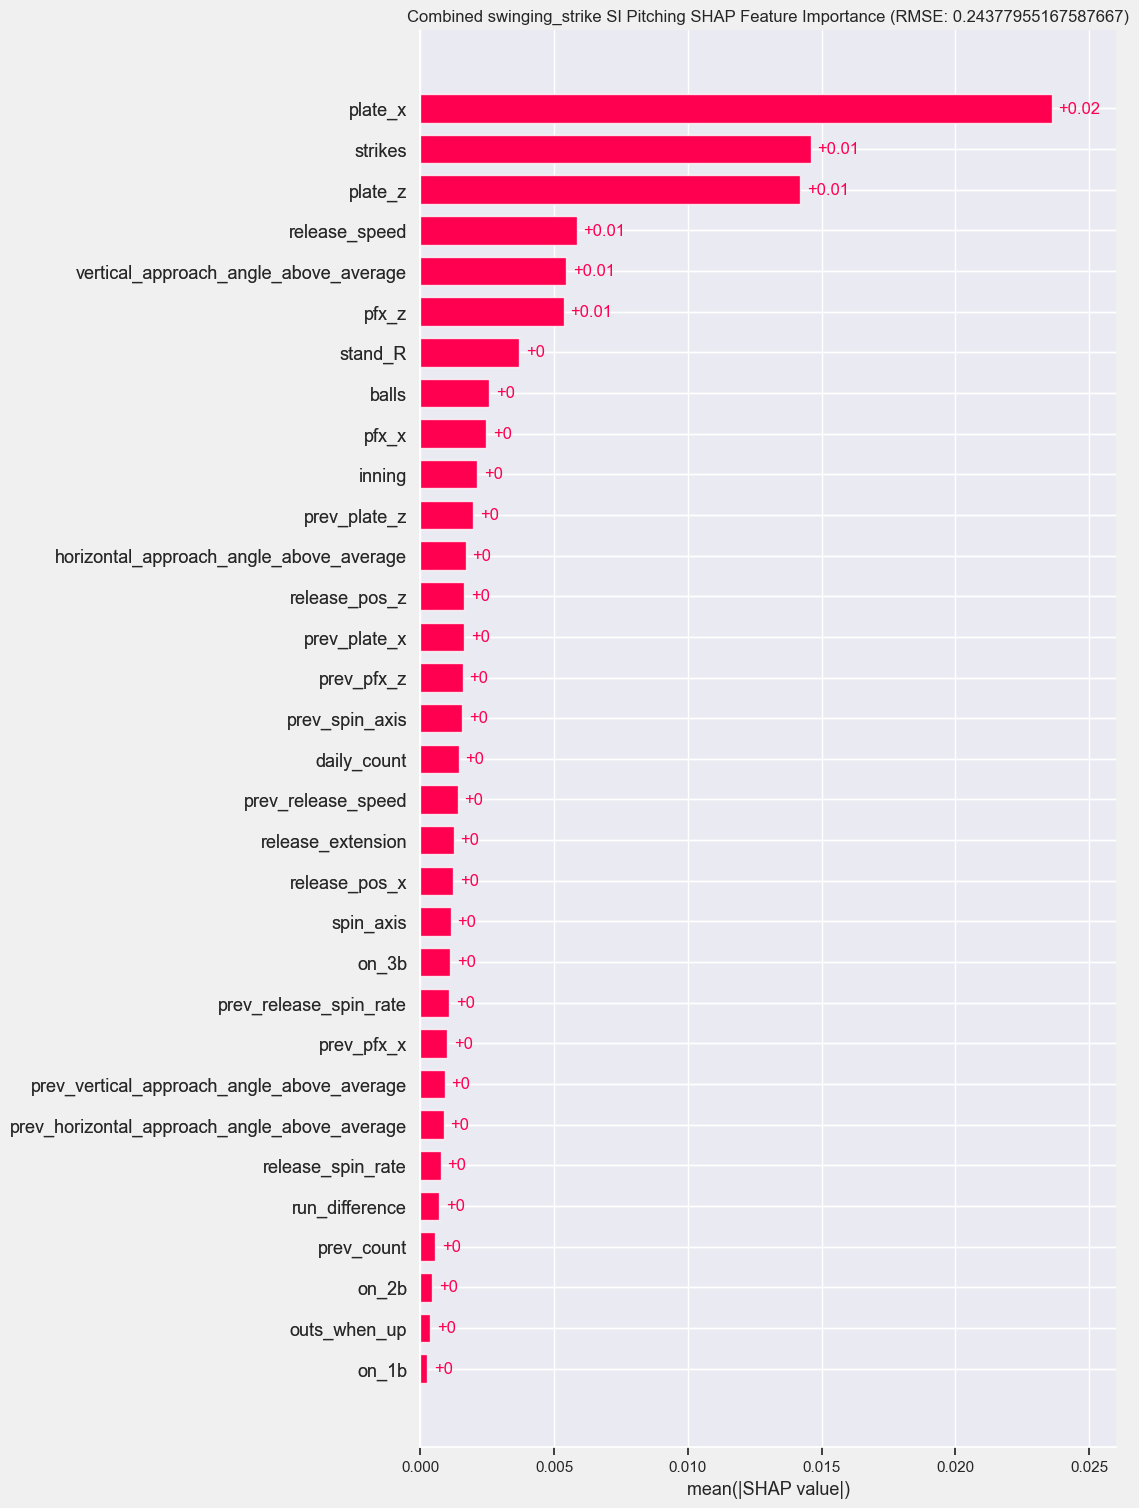 Combined swinging_strike SI Pitching SHAP Feature Importance (RMSE: 0.24377955167587667)
plate_x +0.02
strikes +0.01
plate_z +0.01
release_speed +0.01
vertical_approach_angle_above_average +0.01
pfx_z +0.01
stand_R +0
balls +0
pfx_x +0
inning +0
prev_plate_z +0
horizontal_approach_angle_above_average +0
release_pos_z +0
prev_plate_x +0
prev_pfx_z +0
prev_spin_axis +0
daily_count +0
prev_release_speed +0
release_extension +0
release_pos_x +0
spin_axis +0
on_3b +0
prev_release_spin_rate +0
prev_pfx_x +0
prev_vertical_approach_angle_above_average +0
prev_horizontal_approach_angle_above_average +0
release_spin_rate +0
run_difference +0
prev_count +0
on_2b +0
outs_when_up +0
on_1b +0
0.000 0.005 0.010 0.015 0.020 0.025
mean(|SHAP value|)